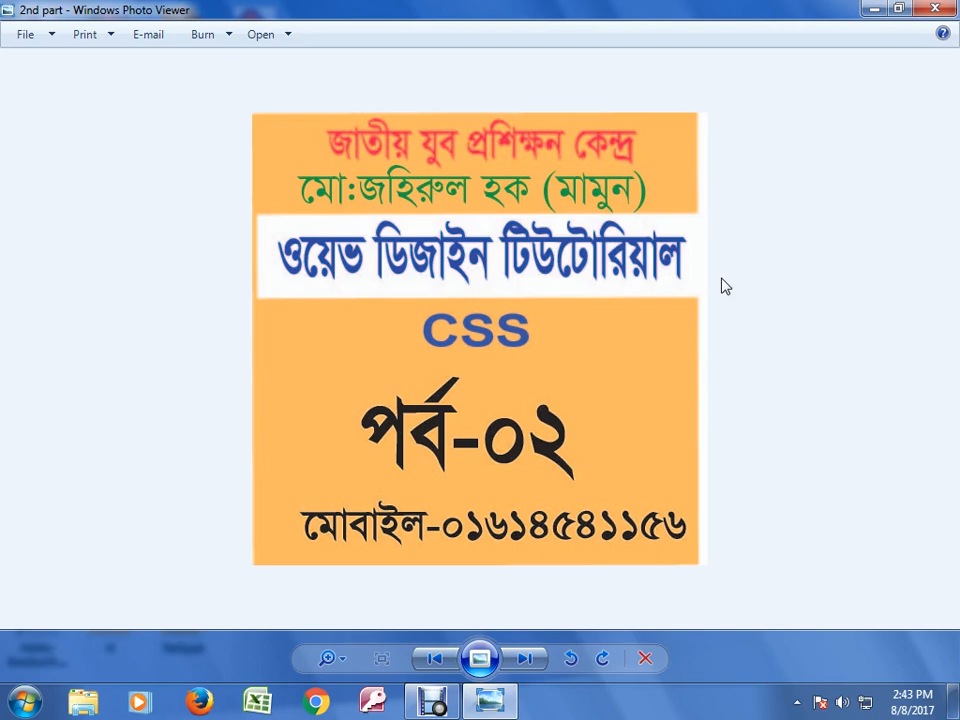 2nd part - Windows Photo Viewer
File Print E-mail Burn Open
জাতীয় যুব প্রশিক্ষন কেন্দ্র
মো:জহিরুল হক (মামুন)
ওয়েভ ডিজাইন টিউটোরিয়াল
CSS
পর্ব-০২
মোবাইল-০১৬১৪৫৪১১৫৬
2:43 PM
8/8/2017